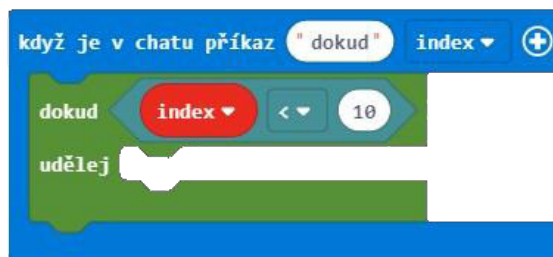 když je v chatu příkaz "dokud" index
dokud index < 10
udělej